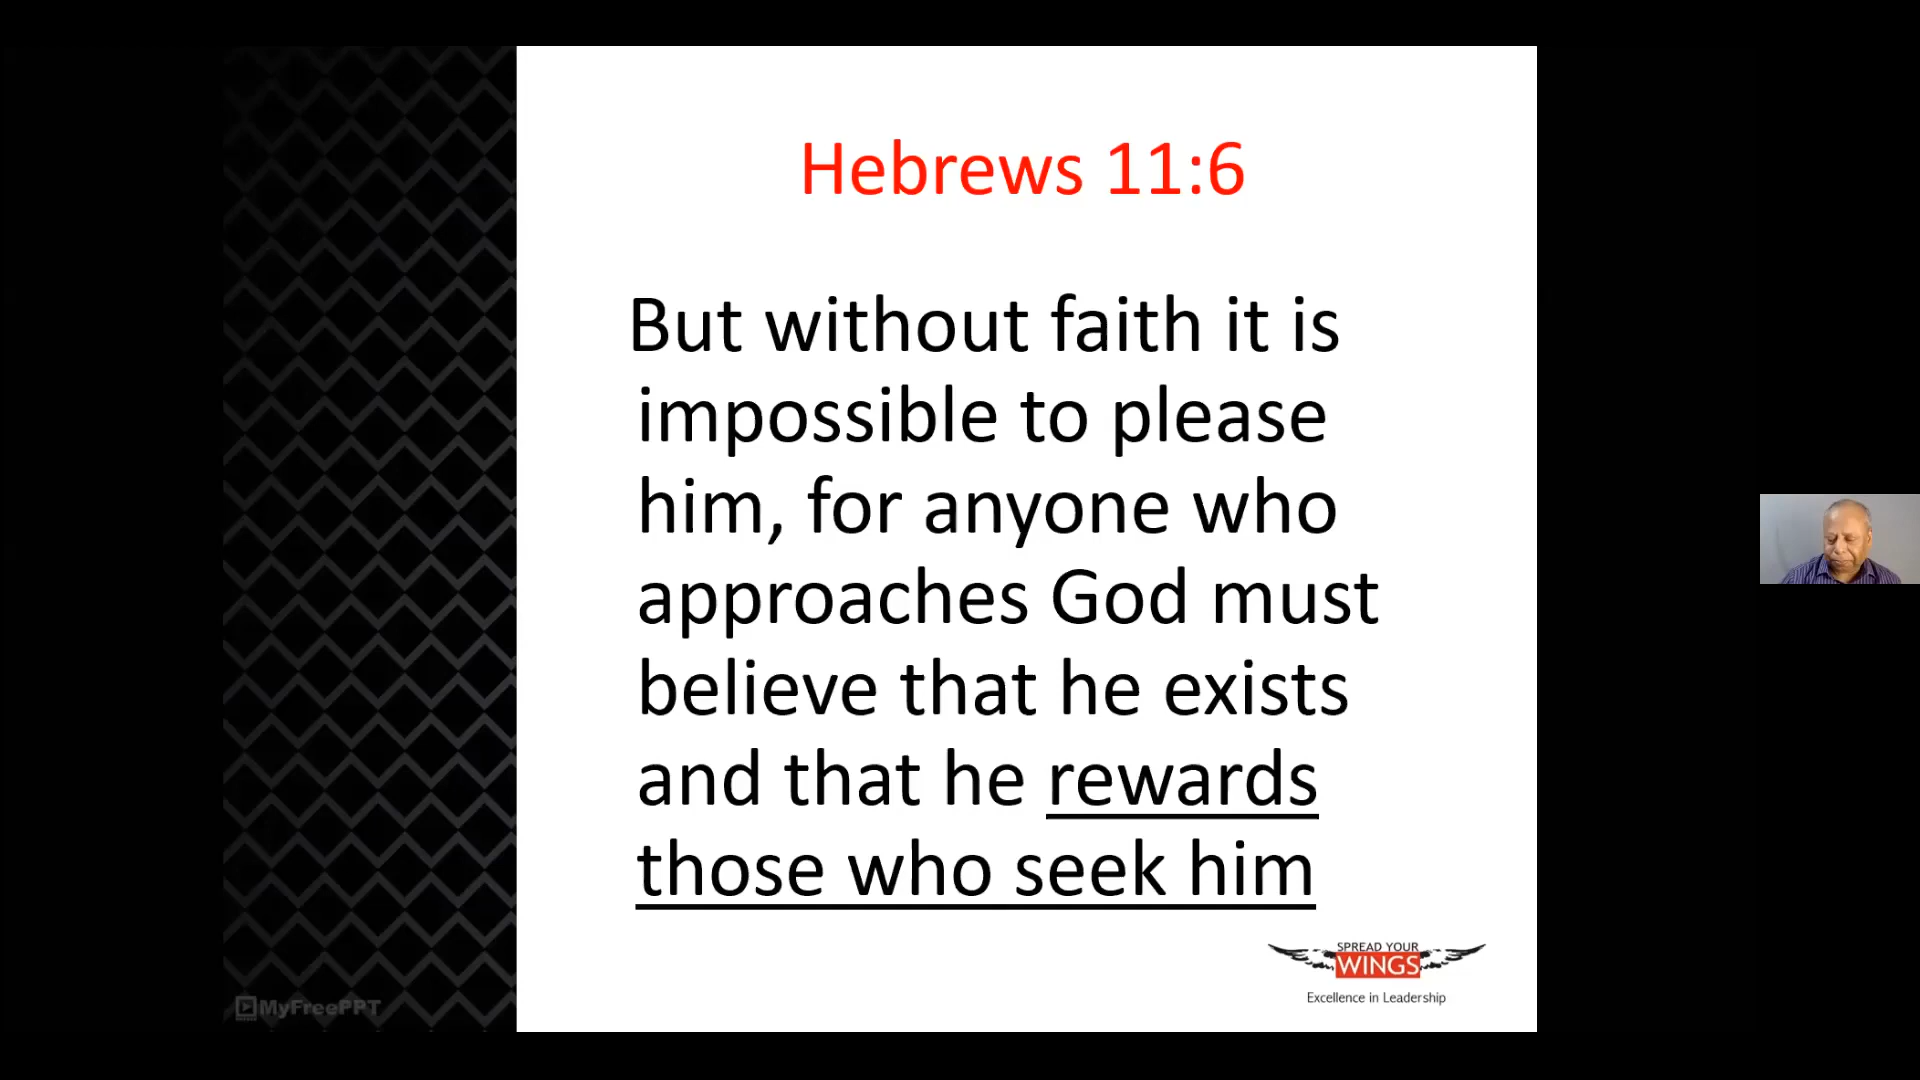 Hebrews 11:6
But without faith it is
impossible to please
him, for anyone who
approaches God must
believe that he exists
and that he rewards
those who seek him
SPREAD YOUR
WINGS
Excellence in Leadership
MyFreePPT